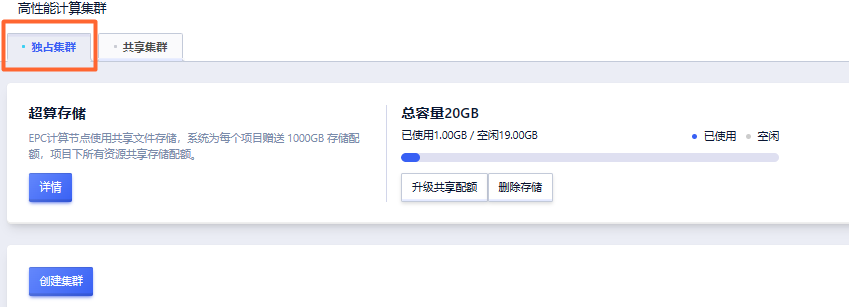 高性能计算集群
独占集群
共享集群
超算存储
EPC计算节点使用共享文件存储，系统为每个项目赠送 1000GB 存储配
额，项目下所有资源共享存储配额。
详情
总容量20GB
已使用1.00GB / 空闲19.00GB
已使用
空闲
升级共享配额
删除存储
创建集群